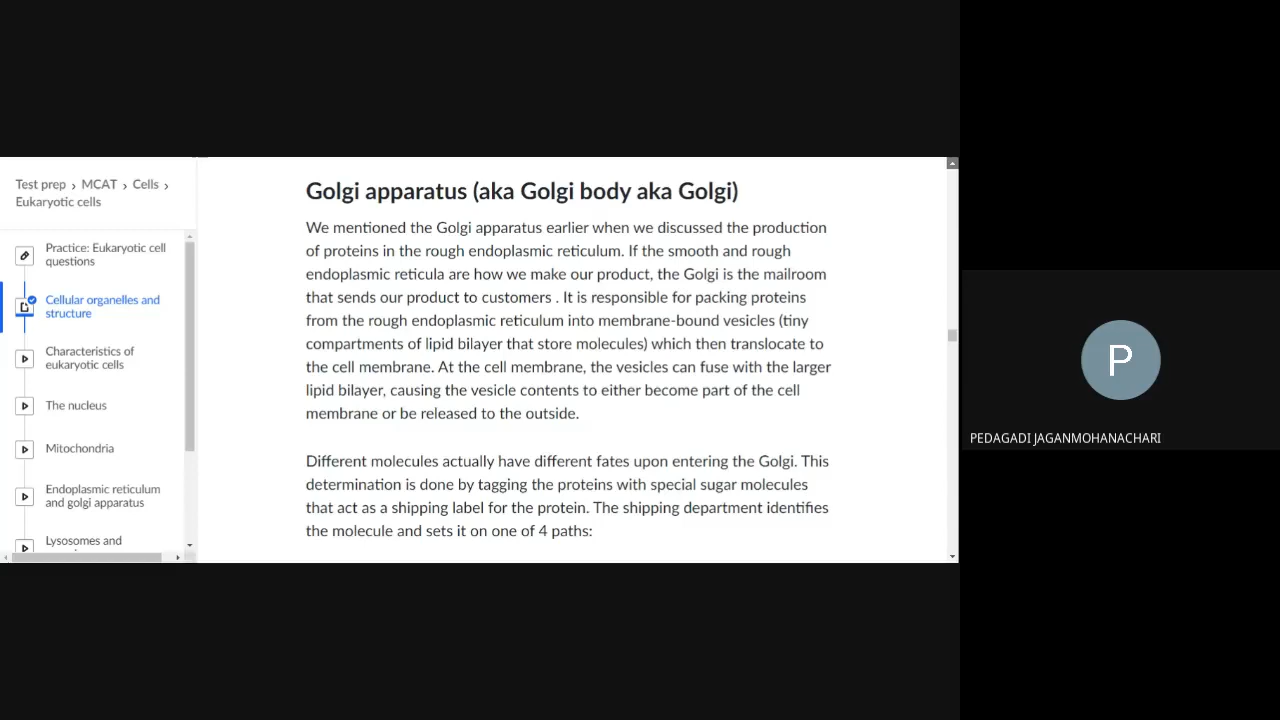 Test prep › MCAT › Cells ›
Eukaryotic cells
Practice: Eukaryotic cell
questions
Cellular organelles and
structure
Characteristics of
eukaryotic cells
The nucleus
Mitochondria
Endoplasmic reticulum
and golgi apparatus
Lysosomes and
Golgi apparatus (aka Golgi body aka Golgi)
We mentioned the Golgi apparatus earlier when we discussed the production
of proteins in the rough endoplasmic reticulum. If the smooth and rough
endoplasmic reticula are how we make our product, the Golgi is the mailroom
that sends our product to customers . It is responsible for packing proteins
from the rough endoplasmic reticulum into membrane-bound vesicles (tiny
compartments of lipid bilayer that store molecules) which then translocate to
the cell membrane. At the cell membrane, the vesicles can fuse with the larger
lipid bilayer, causing the vesicle contents to either become part of the cell
membrane or be released to the outside.
Different molecules actually have different fates upon entering the Golgi. This
determination is done by tagging the proteins with special sugar molecules
that act as a shipping label for the protein. The shipping department identifies
the molecule and sets it on one of 4 paths:
P
PEDAGADI JAGANMOHANACHARI